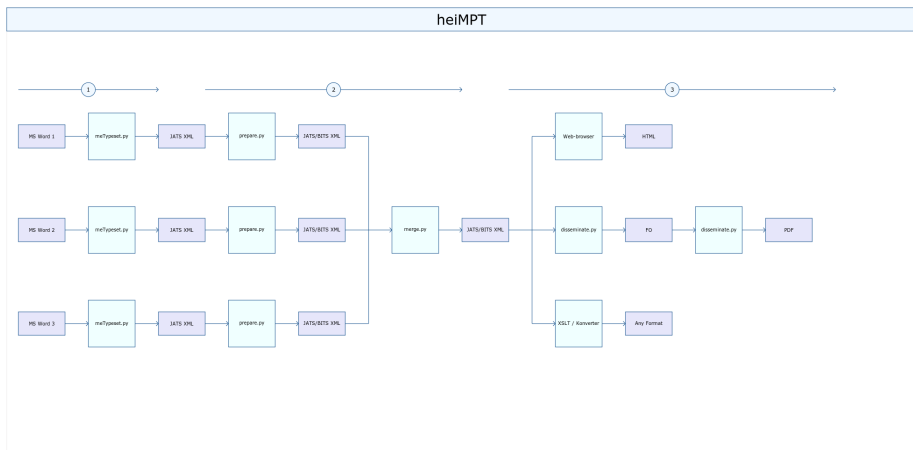 heiMPT
1
2
3
MS Word 1
meTypeset.py
JATS XML
prepare.py
JATS/BITS XML
Web-browser
HTML
MS Word 2
meTypeset.py
JATS XML
prepare.py
JATS/BITS XML
merge.py
JATS/BITS XML
disseminate.py
FO
disseminate.py
PDF
MS Word 3
meTypeset.py
JATS XML
prepare.py
JATS/BITS XML
XSLT / Konverter
Any Format